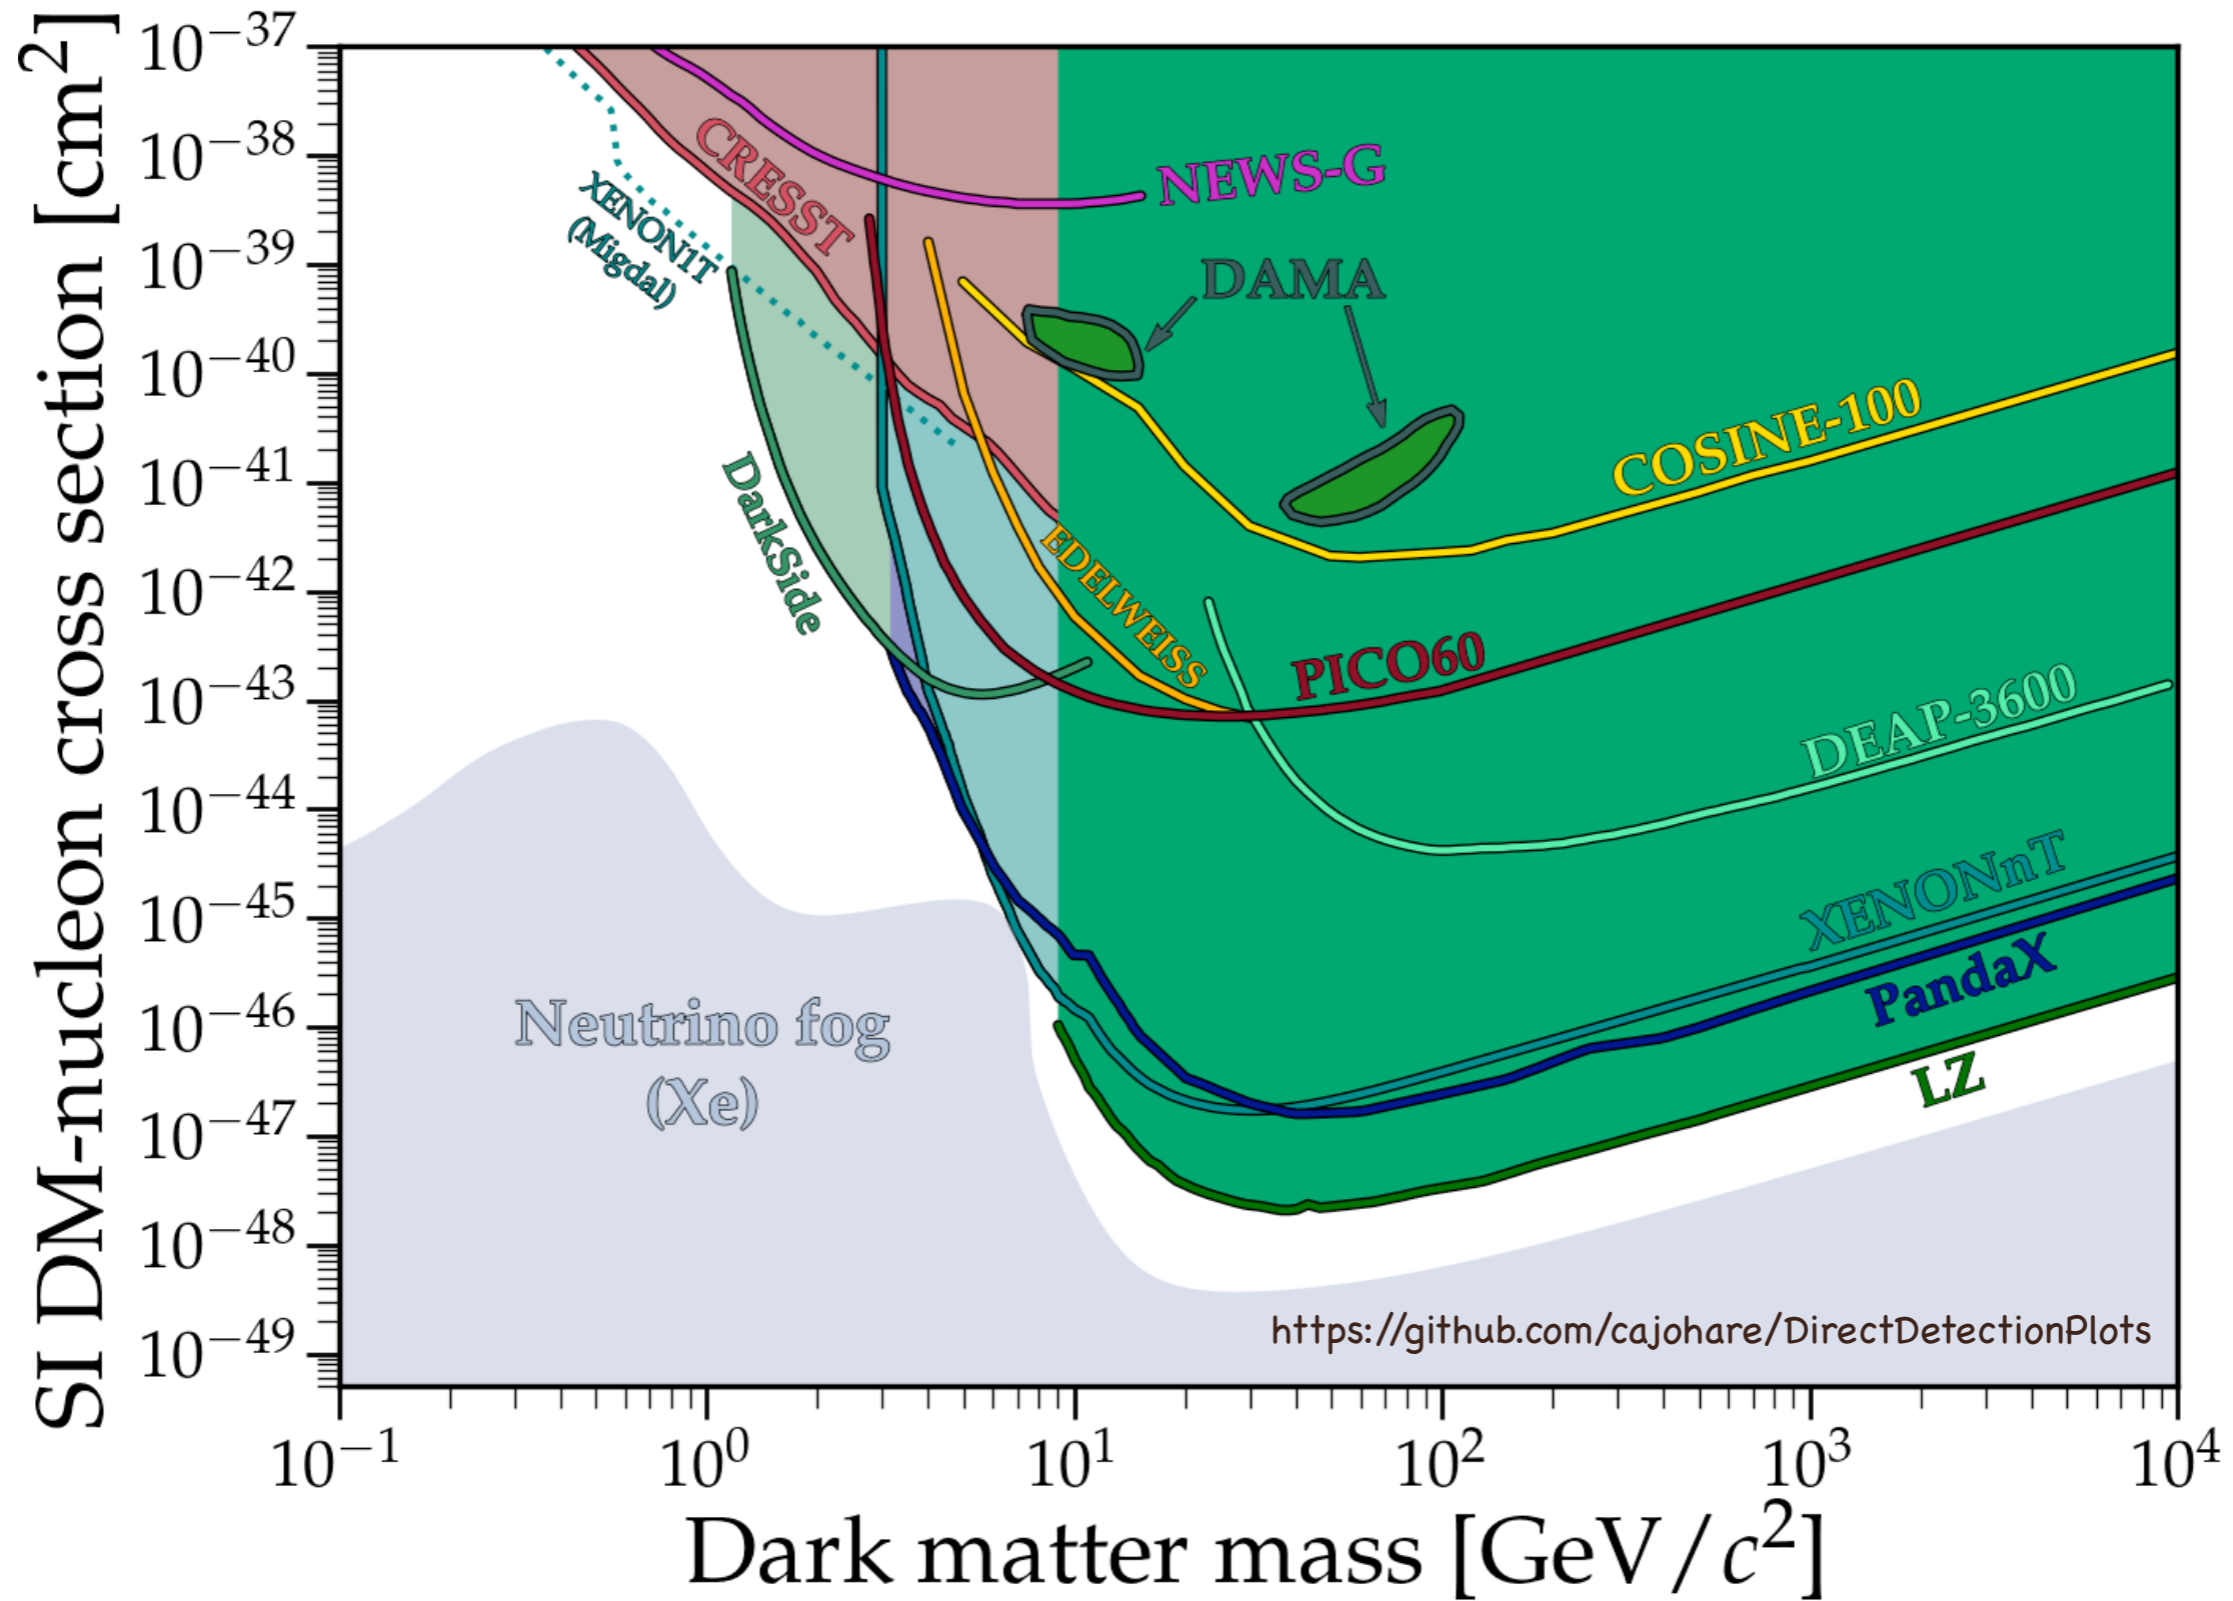 SI DM-nucleon cross section [cm²]
10⁻³⁷
10⁻³⁸
10⁻³⁹
10⁻⁴⁰
10⁻⁴¹
10⁻⁴²
10⁻⁴³
10⁻⁴⁴
10⁻⁴⁵
10⁻⁴⁶
10⁻⁴⁷
10⁻⁴⁸
10⁻⁴⁹
CRESST
NEWS-G
XENON1T
(Migdal)
DAMA
COSINE-100
DarkSide
EDELWEISS
PICO60
DEAP-3600
XENONnT
PandaX
LZ
Neutrino fog
(Xe)
https://github.com/cajohare/DirectDetectionPlots
10⁻¹ 10⁰ 10¹ 10² 10³ 10⁴
Dark matter mass [GeV/c²]